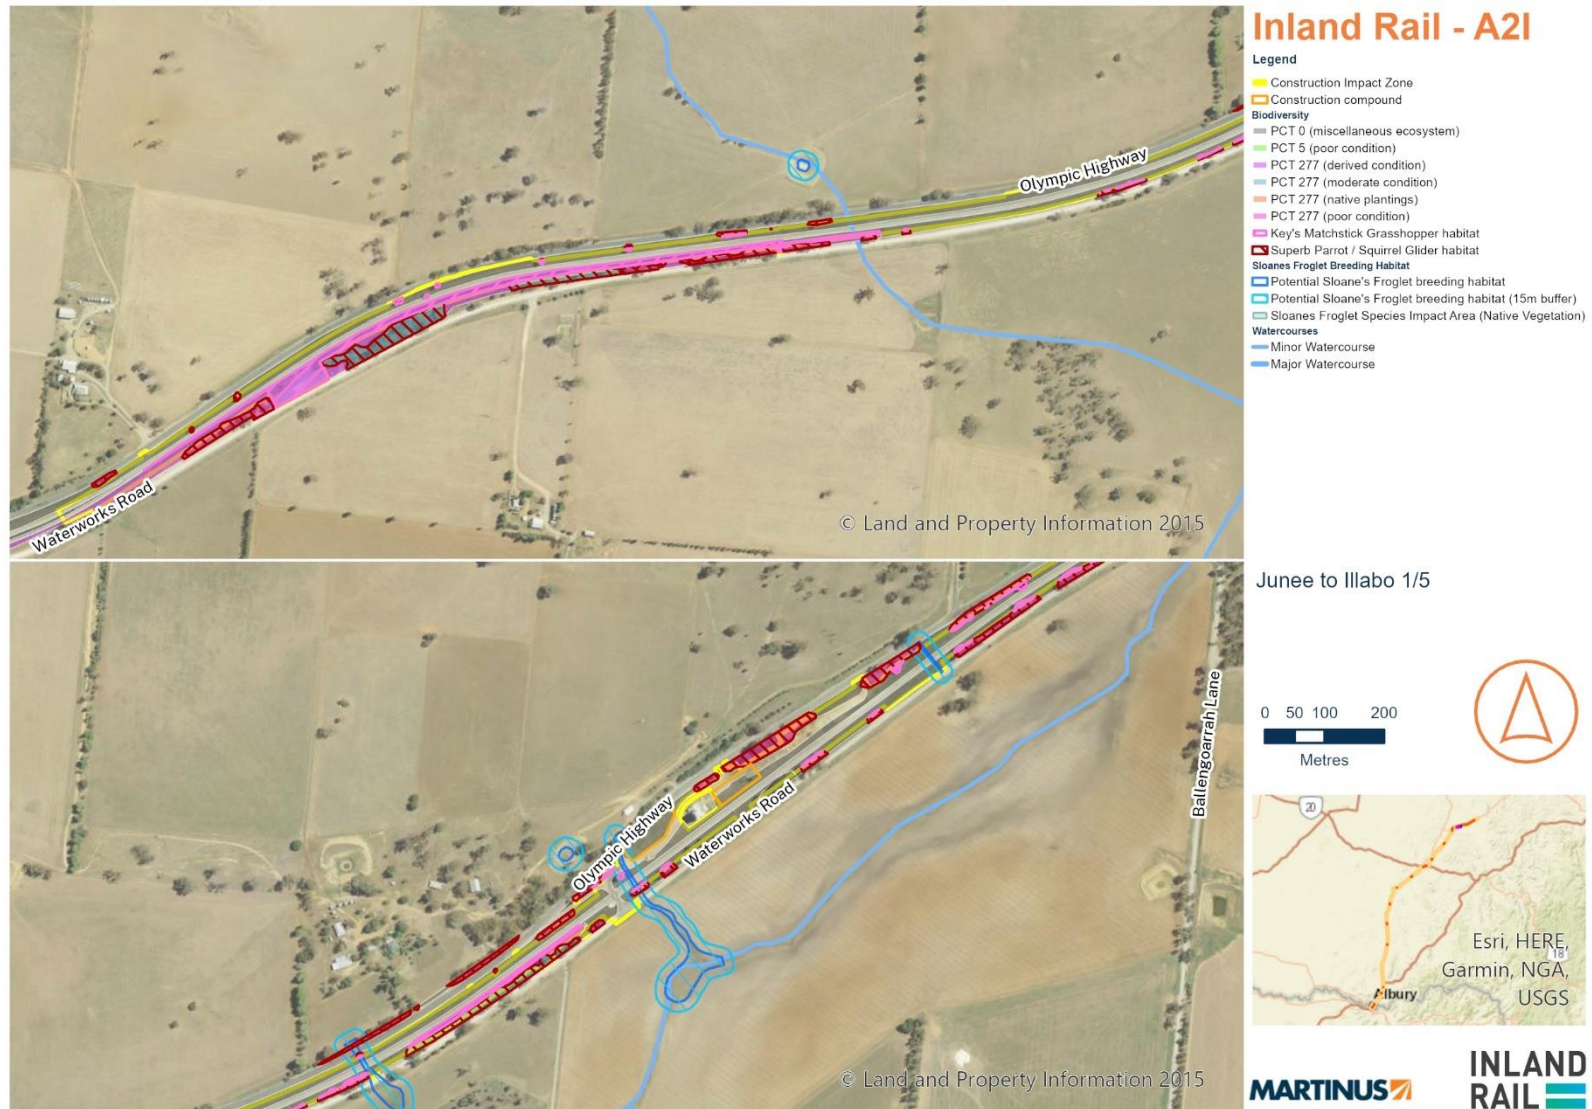 Inland Rail - A2I
Legend
Construction Impact Zone
Construction compound
Biodiversity
PCT 0 (miscellaneous ecosystem)
PCT 5 (poor condition)
PCT 277 (derived condition)
PCT 277 (moderate condition)
PCT 277 (native plantings)
PCT 277 (poor condition)
Key's Matchstick Grasshopper habitat
Superb Parrot / Squirrel Glider habitat
Sloanes Froglet Breeding Habitat
Potential Sloane's Froglet breeding habitat
Potential Sloane's Froglet breeding habitat (15m buffer)
Sloanes Froglet Species Impact Area (Native Vegetation)
Watercourses
Minor Watercourse
Major Watercourse
Olympic Highway
Waterworks Road
© Land and Property Information 2015
Junee to Illabo 1/5
0 50 100 200
Metres
Ballengoarrah Lane
Olympic Highway
Waterworks Road
© Land and Property Information 2015
20
18
Albury
Esri, HERE,
Garmin, NGA,
USGS
MARTINUS
INLAND
RAIL